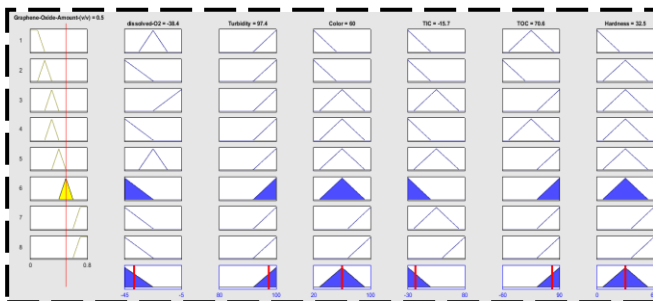 Graphene-Oxide-Amount-(v/v) = 0.5
dissolved-O2 = -38.4
Turbidity = 97.4
Color = 60
TIC = -15.7
TOC = 70.6
Hardness = 32.5
1
2
3
4
5
6
7
8
0 0.8
-45 -5
80 100
20 100
-30 80
-60 90
0